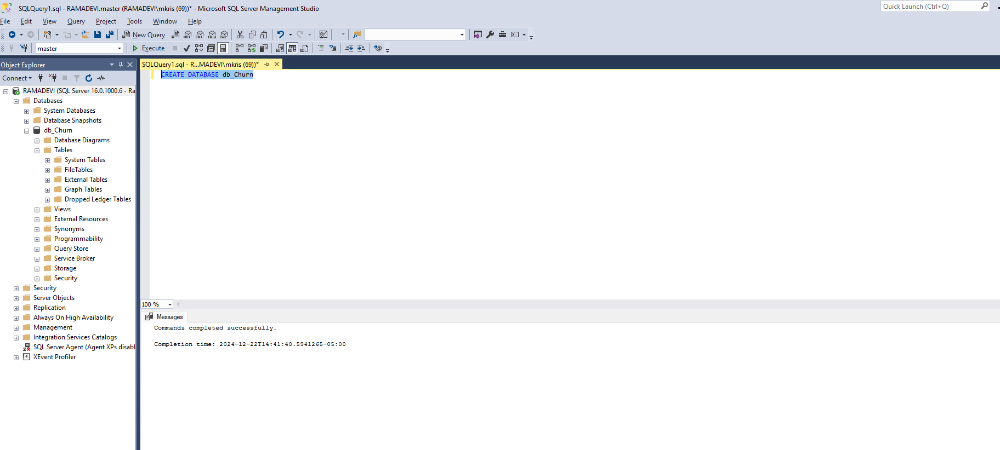 SQLQuery1.sql - RAMADEVI.master (RAMADEVI\mkris (69))* - Microsoft SQL Server Management Studio
Quick Launch (Ctrl+Q)
File Edit View Query Project Tools Window Help
New Query MDX DMX XMLA DAX
master Execute
Object Explorer
SQLQuery1.sql - R...MADEVI\mkris (69))*
Connect
CREATE DATABASE db_Churn
RAMADEVI (SQL Server 16.0.1000.6 - Ra
Databases
System Databases
Database Snapshots
db_Churn
Database Diagrams
Tables
System Tables
FileTables
External Tables
Graph Tables
Dropped Ledger Tables
Views
External Resources
Synonyms
Programmability
Query Store
Service Broker
Storage
Security
Security
Server Objects
Replication
Always On High Availability
Management
Integration Services Catalogs
SQL Server Agent (Agent XPs disabl
XEvent Profiler
100 %
Messages
Commands completed successfully.
Completion time: 2024-12-22T14:41:40.5941265-05:00